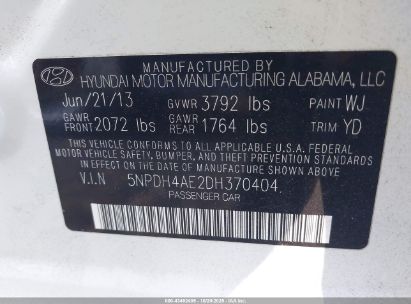 MANUFACTURED BY
HYUNDAI MOTOR MANUFACTURING ALABAMA, LLC
Jun/21/13 GVWR 3792 lbs PAINT WJ
GAWR FRONT 2072 lbs GAWR REAR 1764 lbs TRIM YD
THIS VEHICLE CONFORMS TO ALL APPLICABLE U.S.A. FEDERAL
MOTOR VEHICLE SAFETY, BUMPER, AND THEFT PREVENTION STANDARDS
IN EFFECT ON THE DATE OF MANUFACTURE SHOWN ABOVE.
V.I.N 5NPDH4AE2DH370404
PASSENGER CAR